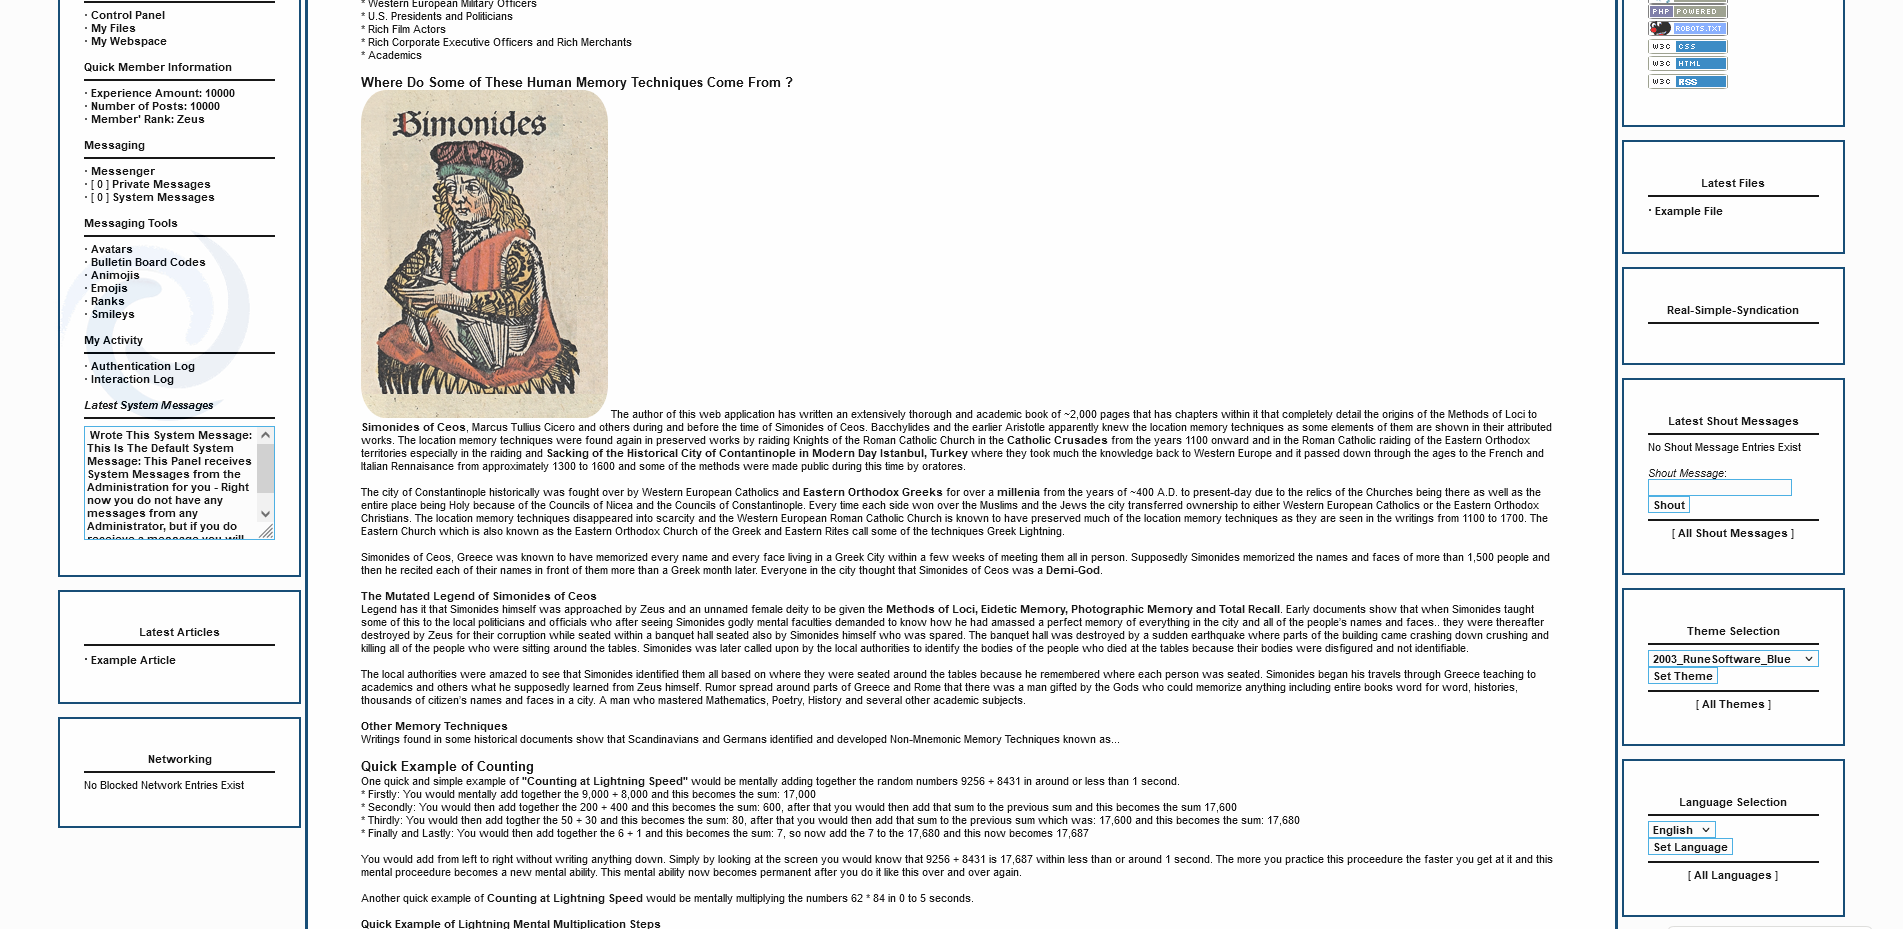 · Control Panel
· My Files
· My Webspace
Quick Member Information
· Experience Amount: 10000
· Number of Posts: 10000
· Member' Rank: Zeus
Messaging
· Messenger
· [ 0 ] Private Messages
· [ 0 ] System Messages
Messaging Tools
· Avatars
· Bulletin Board Codes
· Animojis
· Emojis
· Ranks
· Smileys
My Activity
· Authentication Log
· Interaction Log
Latest System Messages
Wrote This System Message:
This Is The Default System
Message: This Panel receives
System Messages from the
Administration for you - Right
now you do not have any
messages from any
Administrator, but if you do
Latest Articles
· Example Article
Networking
No Blocked Network Entries Exist
* Western European Military Officers
* U.S. Presidents and Politicians
* Rich Film Actors
* Rich Corporate Executive Officers and Rich Merchants
* Academics
Where Do Some of These Human Memory Techniques Come From ?
Simonides
The author of this web application has written an extensively thorough and academic book of ~2,000 pages that has chapters within it that completely detail the origins of the Methods of Loci to
Simonides of Ceos, Marcus Tullius Cicero and others during and before the time of Simonides of Ceos. Bacchylides and the earlier Aristotle apparently knew the location memory techniques as some elements of them are shown in their attributed
works. The location memory techniques were found again in preserved works by raiding Knights of the Roman Catholic Church in the Catholic Crusades from the years 1100 onward and in the Roman Catholic raiding of the Eastern Orthodox
territories especially in the raiding and Sacking of the Historical City of Contantinople in Modern Day Istanbul, Turkey where they took much the knowledge back to Western Europe and it passed down through the ages to the French and
Italian Rennaisance from approximately 1300 to 1600 and some of the methods were made public during this time by oratores.
The city of Constantinople historically was fought over by Western European Catholics and Eastern Orthodox Greeks for over a millenia from the years of ~400 A.D. to present-day due to the relics of the Churches being there as well as the
entire place being Holy because of the Councils of Nicea and the Councils of Constantinople. Every time each side won over the Muslims and the Jews the city transferred ownership to either Western European Catholics or the Eastern Orthodox
Christians. The location memory techniques disappeared into scarcity and the Western European Roman Catholic Church is known to have preserved much of the location memory techniques as they are seen in the writings from 1100 to 1700. The
Eastern Church which is also known as the Eastern Orthodox Church of the Greek and Eastern Rites call some of the techniques Greek Lightning.
Simonides of Ceos, Greece was known to have memorized every name and every face living in a Greek City within a few weeks of meeting them all in person. Supposedly Simonides memorized the names and faces of more than 1,500 people and
then he recited each of their names in front of them more than a Greek month later. Everyone in the city thought that Simonides of Ceos was a Demi-God.
The Mutated Legend of Simonides of Ceos
Legend has it that Simonides himself was approached by Zeus and an unnamed female deity to be given the Methods of Loci, Eidetic Memory, Photographic Memory and Total Recall. Early documents show that when Simonides taught
some of this to the local politicians and officials who after seeing Simonides godly mental faculties demanded to know how he had amassed a perfect memory of everything in the city and all of the people's names and faces.. they were thereafter
destroyed by Zeus for their corruption while seated within a banquet hall seated also by Simonides himself who was spared. The banquet hall was destroyed by a sudden earthquake where parts of the building came crashing down crushing and
killing all of the people who were sitting around the tables. Simonides was later called upon by the local authorities to identify the bodies of the people who died at the tables because their bodies were disfigured and not identifiable.
The local authorities were amazed to see that Simonides identified them all based on where they were seated around the tables because he remembered where each person was seated. Simonides began his travels through Greece teaching to
academics and others what he supposedly learned from Zeus himself. Rumor spread around parts of Greece and Rome that there was a man gifted by the Gods who could memorize anything including entire books word for word, histories,
thousands of citizen's names and faces in a city. A man who mastered Mathematics, Poetry, History and several other academic subjects.
Other Memory Techniques
Writings found in some historical documents show that Scandinavians and Germans identified and developed Non-Mnemonic Memory Techniques known as...
Quick Example of Counting
One quick and simple example of "Counting at Lightning Speed" would be mentally adding together the random numbers 9256 + 8431 in around or less than 1 second.
* Firstly: You would mentally add together the 9,000 + 8,000 and this becomes the sum: 17,000
* Secondly: You would then add together the 200 + 400 and this becomes the sum: 600, after that you would then add that sum to the previous sum and this becomes the sum 17,600
* Thirdly: You would then add togther the 50 + 30 and this becomes the sum: 80, after that you would then add that sum to the previous sum which was: 17,600 and this becomes the sum: 17,680
* Finally and Lastly: You would then add together the 6 + 1 and this becomes the sum: 7, so now add the 7 to the 17,680 and this now becomes 17,687
You would add from left to right without writing anything down. Simply by looking at the screen you would know that 9256 + 8431 is 17,687 within less than or around 1 second. The more you practice this proceedure the faster you get at it and this
mental proceedure becomes a new mental ability. This mental ability now becomes permanent after you do it like this over and over again.
Another quick example of Counting at Lightning Speed would be mentally multiplying the numbers 62 * 84 in 0 to 5 seconds.
Quick Example of Lightning Mental Multiplication Steps
PHP POWERED
ROBOTS.TXT
W3C CSS
W3C HTML
W3C RSS
Latest Files
· Example File
Real-Simple-Syndication
Latest Shout Messages
No Shout Message Entries Exist
Shout Message:
Shout
[ All Shout Messages ]
Theme Selection
2003_RuneSoftware_Blue
Set Theme
[ All Themes ]
Language Selection
English
Set Language
[ All Languages ]